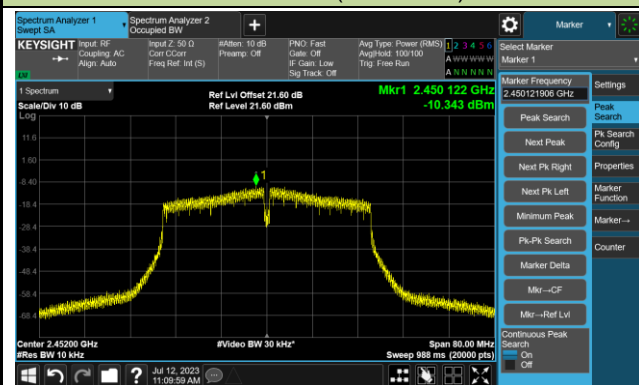 Spectrum Analyzer 1
Swept SA
Spectrum Analyzer 2
Occupied BW
+
Marker
KEYSIGHT
Input: RF
Coupling: AC
Align: Auto
Input Z: 50 Ω
Corr CCorr
Freq Ref: Int (S)
#Atten: 10 dB
Preamp: Off
PNO: Fast
Gate: Off
IF Gain: Low
Sig Track: Off
Avg Type: Power (RMS)
Avg|Hold: 100/100
Trig: Free Run
1 2 3 4 5 6
A W W W W W
A N N N N N
Select Marker
Marker 1
1 Spectrum
Scale/Div 10 dB
Log
Ref Lvl Offset 21.60 dB
Ref Level 21.60 dBm
Mkr1 2.450 122 GHz
-10.343 dBm
11.6
1.60
-8.40
-18.4
-28.4
-38.4
-48.4
-58.4
-68.4
1
Center 2.45200 GHz
#Res BW 10 kHz
#Video BW 30 kHz*
Span 80.00 MHz
Sweep 988 ms (20000 pts)
Marker Frequency
2.450121906 GHz
Peak Search
Next Peak
Next Pk Right
Next Pk Left
Minimum Peak
Pk-Pk Search
Marker Delta
Mkr→CF
Mkr→Ref Lvl
Continuous Peak
Search
On
Off
Settings
Peak
Search
Pk Search
Config
Properties
Marker
Function
Marker→
Counter
?
Jul 12, 2023
11:09:59 AM